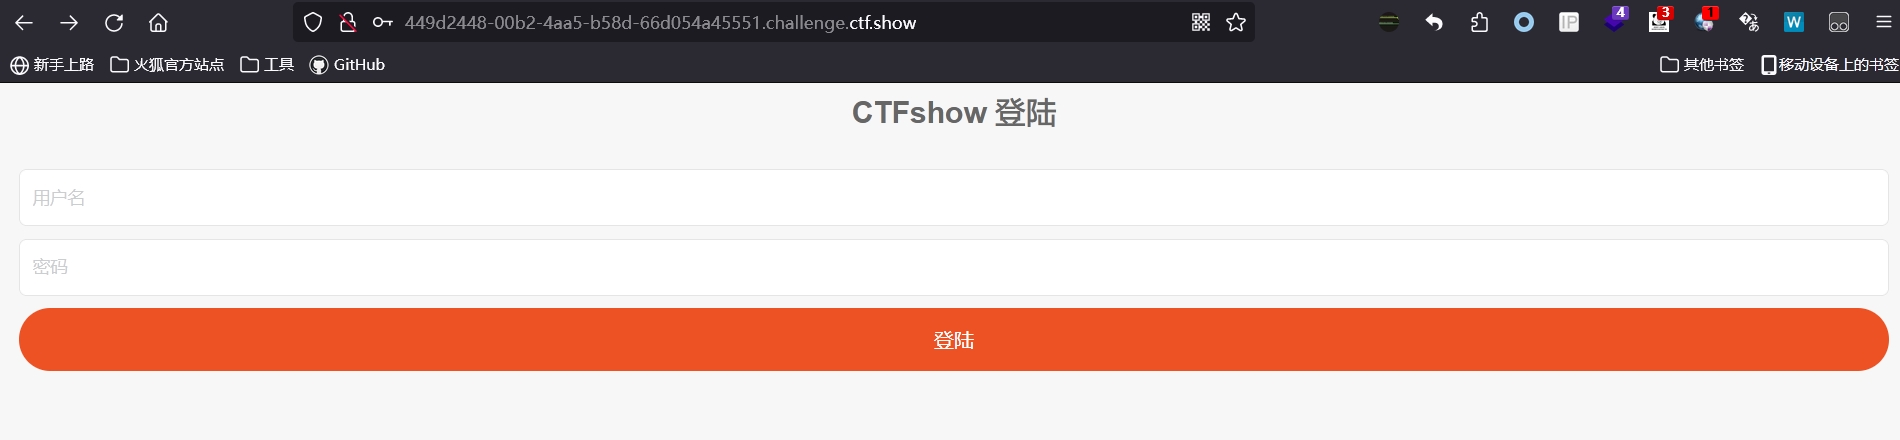 449d2448-00b2-4aa5-b58d-66d054a45551.challenge.ctf.show
IP 4 3 1 W
新手上路 火狐官方站点 工具 GitHub 其他书签 移动设备上的书签
CTFshow 登陆
用户名
密码
登陆